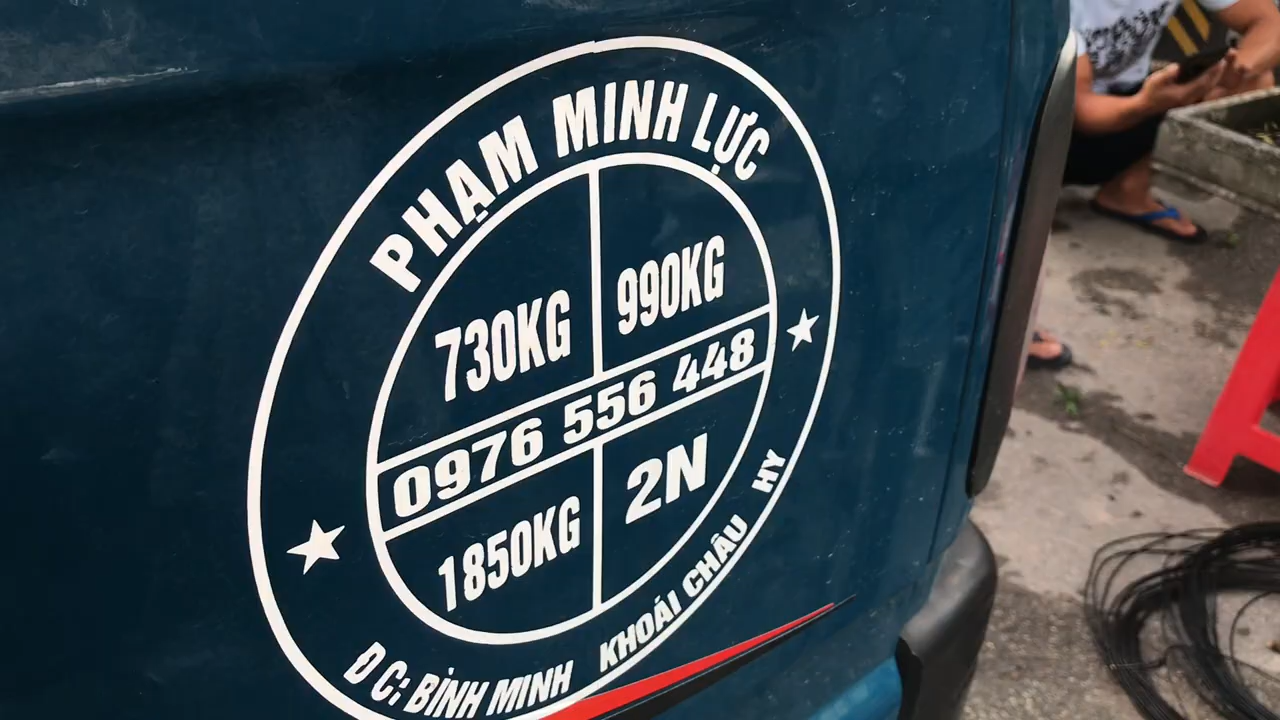 PHẠM MINH LỰC
730KG
990KG
0976 556 448
1850KG
2N
Đ C: BÌNH MINH KHOÁI CHÂU HY